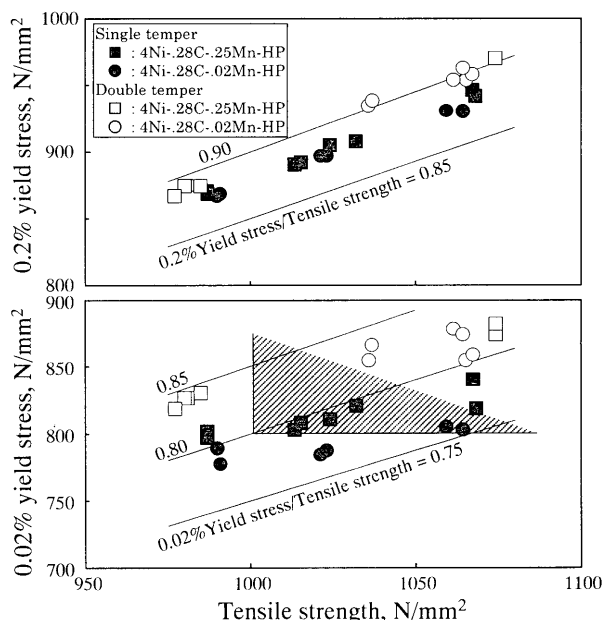 1000
950
900
850
800
0.2% yield stress, N/mm²
Single temper
: 4Ni-.28C-.25Mn-HP
: 4Ni-.28C-.02Mn-HP
Double temper
: 4Ni-.28C-.25Mn-HP
: 4Ni-.28C-.02Mn-HP
0.90
0.2%Yield stress/Tensile strength = 0.85
900
850
800
750
700
0.02% yield stress, N/mm²
0.85
0.80
0.02%Yield stress/Tensile strength = 0.75
950
1000
1050
1100
Tensile strength, N/mm²